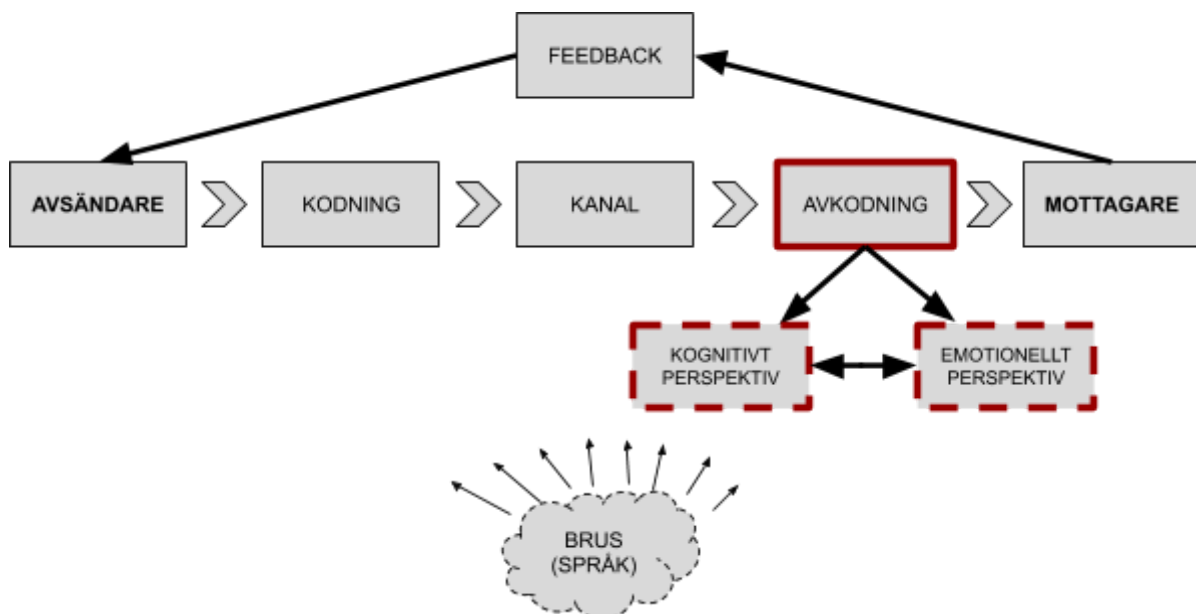 FEEDBACK
AVSÄNDARE
KODNING
KANAL
AVKODNING
MOTTAGARE
KOGNITIVT
PERSPEKTIV
EMOTIONELLT
PERSPEKTIV
BRUS
(SPRÅK)